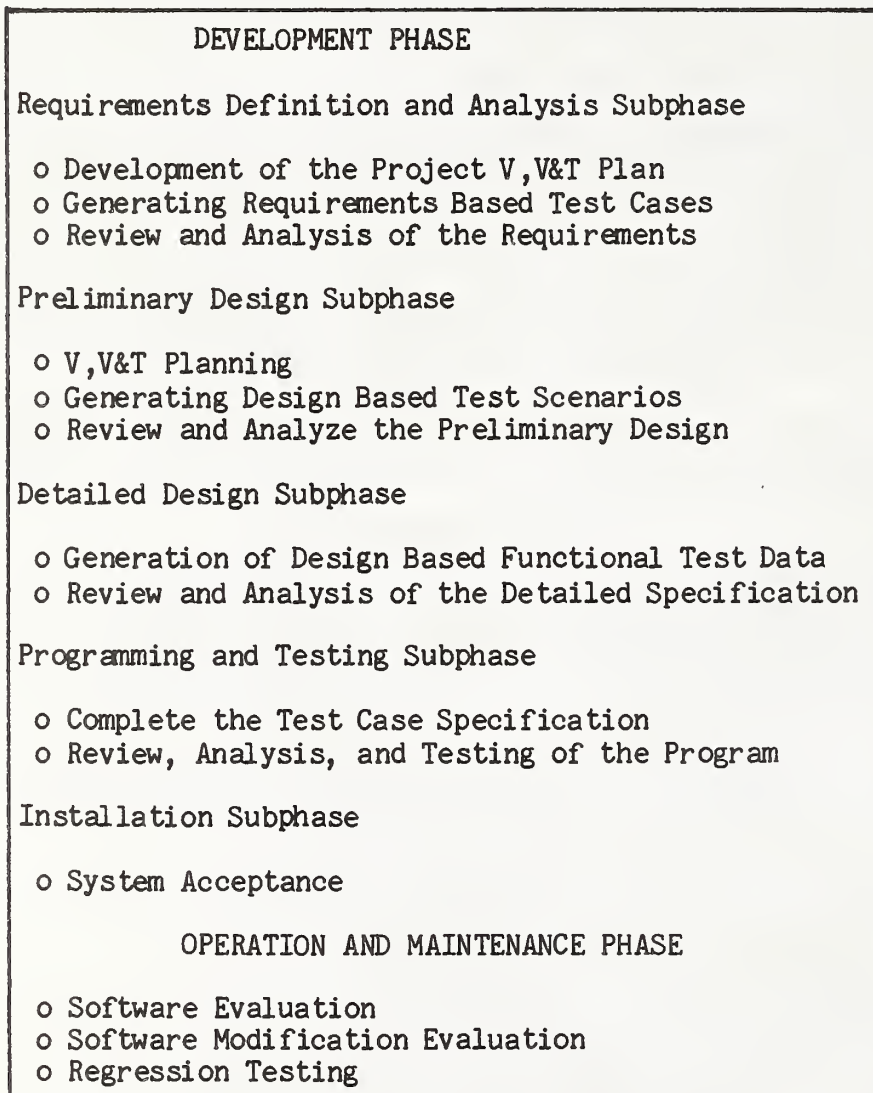 DEVELOPMENT PHASE
Requirements Definition and Analysis Subphase
o Development of the Project V,V&T Plan
o Generating Requirements Based Test Cases
o Review and Analysis of the Requirements
Preliminary Design Subphase
o V,V&T Planning
o Generating Design Based Test Scenarios
o Review and Analyze the Preliminary Design
Detailed Design Subphase
o Generation of Design Based Functional Test Data
o Review and Analysis of the Detailed Specification
Programming and Testing Subphase
o Complete the Test Case Specification
o Review, Analysis, and Testing of the Program
Installation Subphase
o System Acceptance
OPERATION AND MAINTENANCE PHASE
o Software Evaluation
o Software Modification Evaluation
o Regression Testing